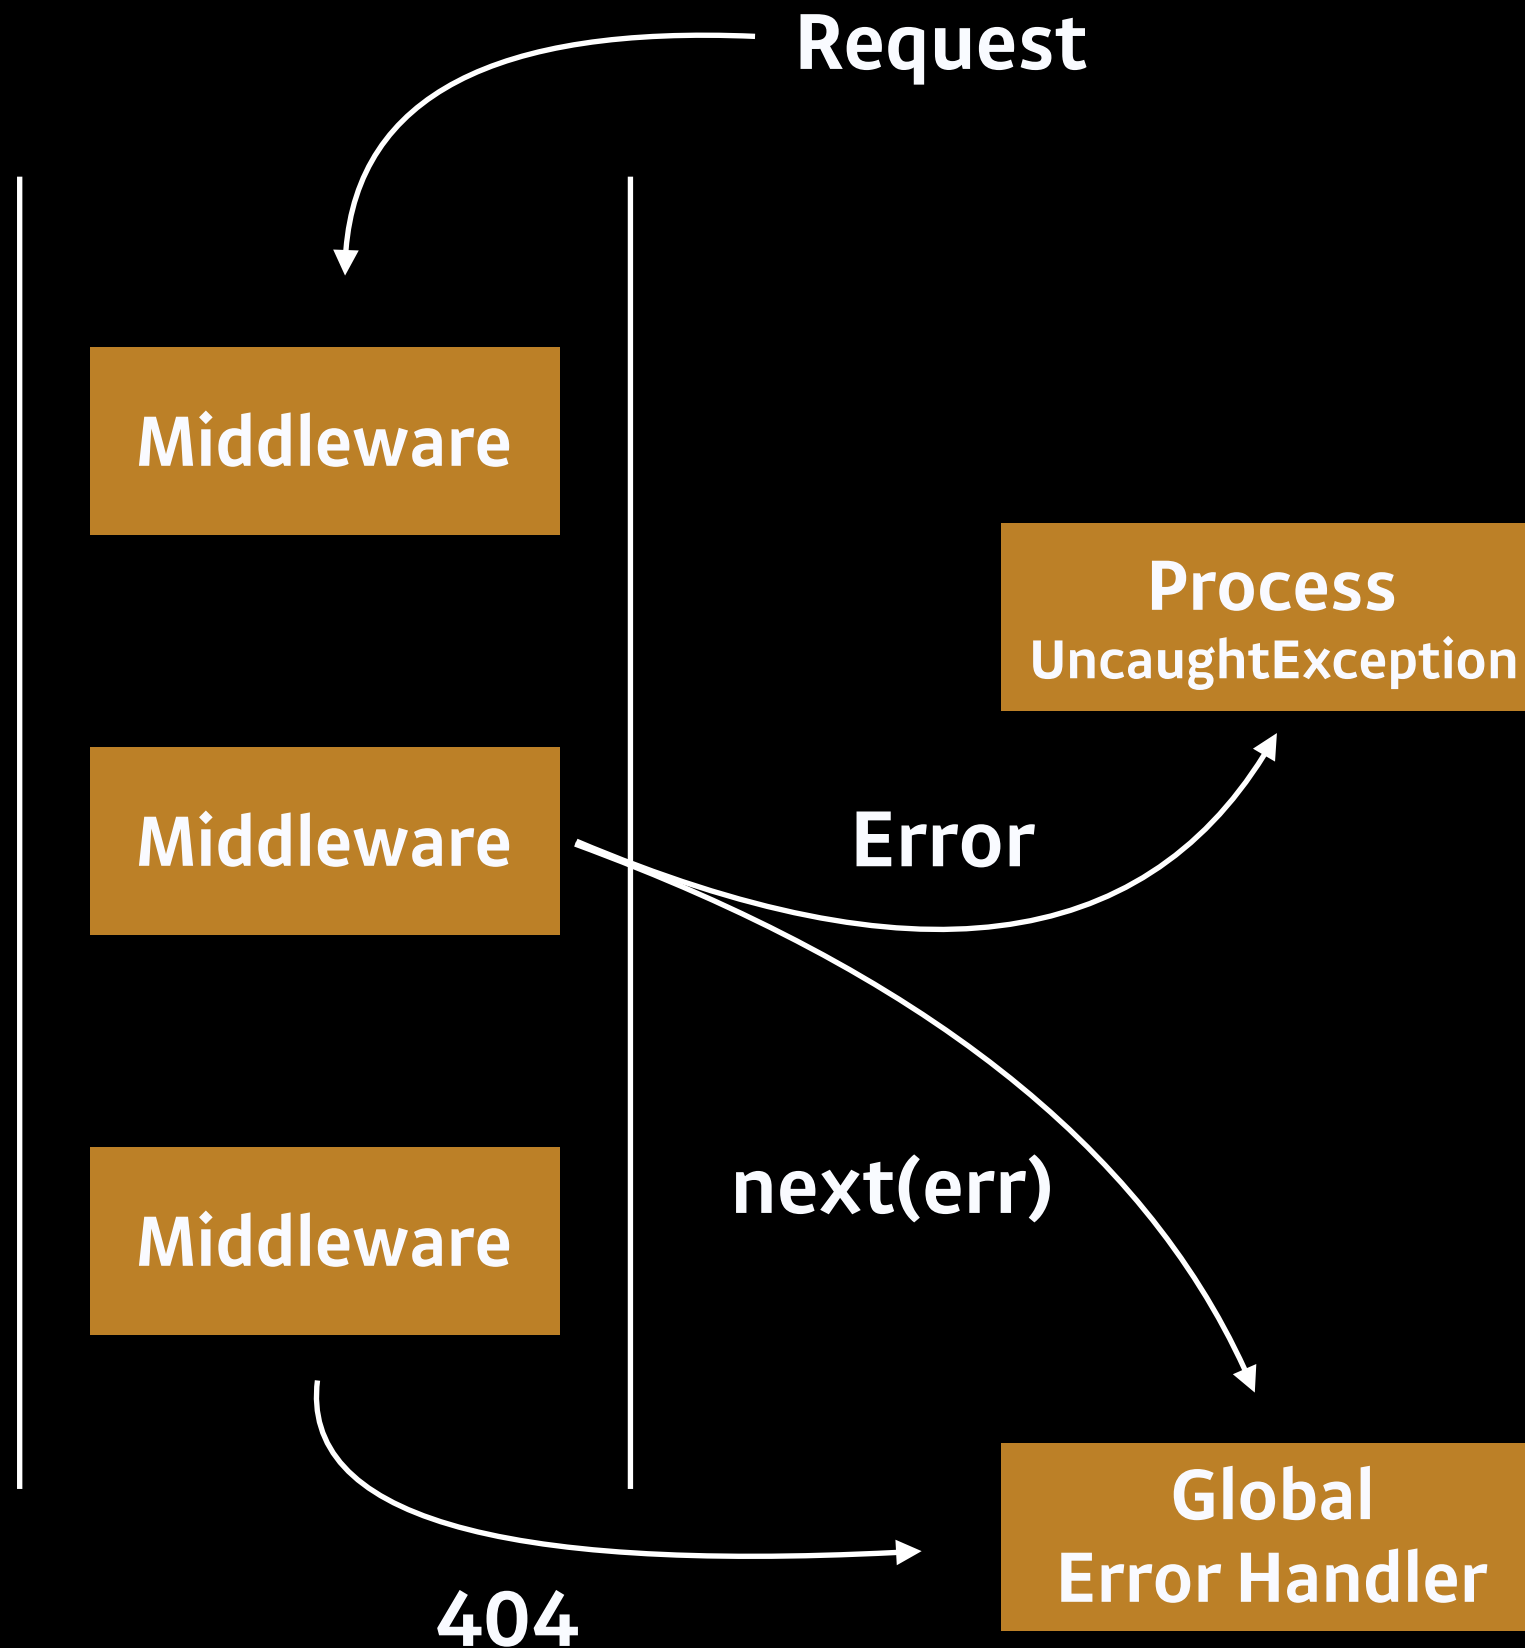 Request
Middleware
Process
UncaughtException
Middleware
Error
next(err)
Middleware
Global
Error Handler
404